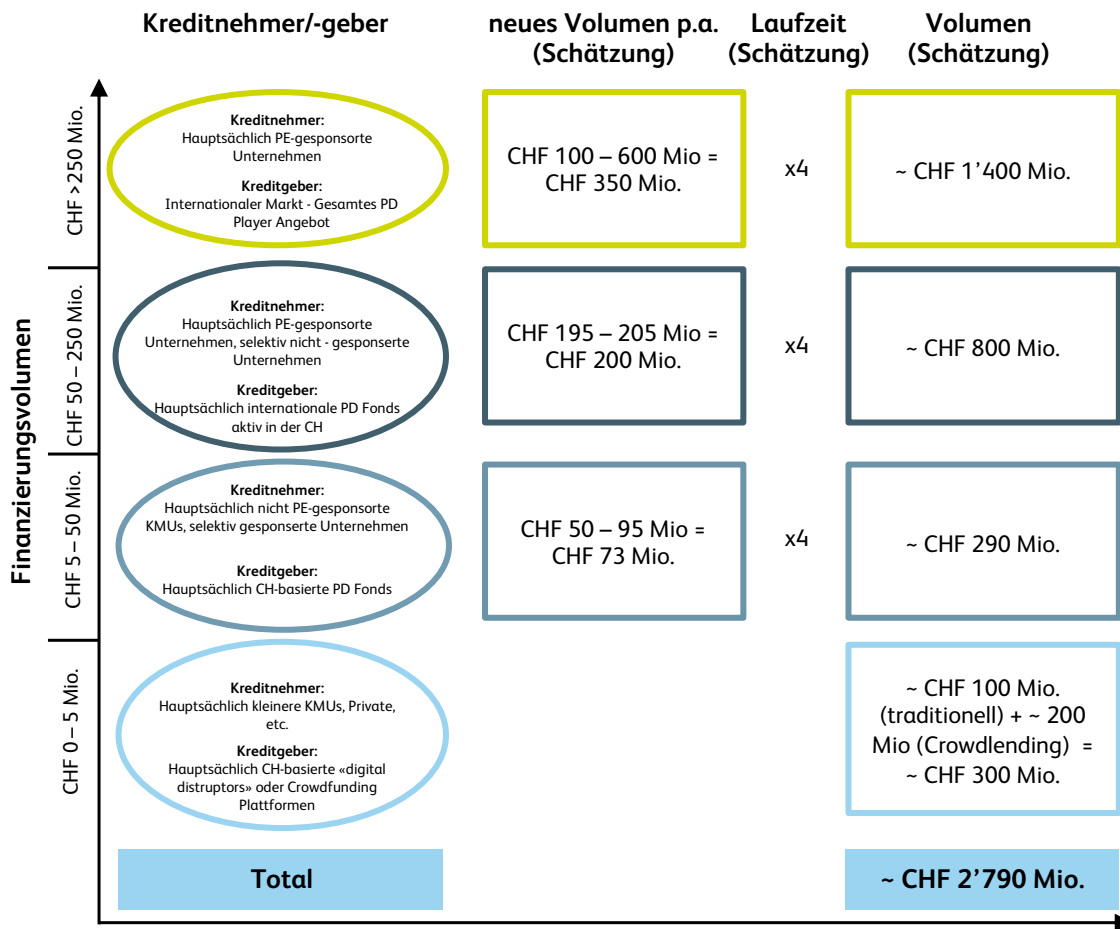 Kreditnehmer/-geber
neues Volumen p.a.
(Schätzung)
Laufzeit
(Schätzung)
Volumen
(Schätzung)
Finanzierungsvolumen
CHF >250 Mio.
Kreditnehmer:
Hauptsächlich PE-gesponsorte
Unternehmen
Kreditgeber:
Internationaler Markt - Gesamtes PD
Player Angebot
CHF 100 – 600 Mio =
CHF 350 Mio.
x4
~ CHF 1’400 Mio.
CHF 50 – 250 Mio.
Kreditnehmer:
Hauptsächlich PE-gesponsorte
Unternehmen, selektiv nicht - gesponserte
Unternehmen
Kreditgeber:
Hauptsächlich internationale PD Fonds
aktiv in der CH
CHF 195 – 205 Mio =
CHF 200 Mio.
x4
~ CHF 800 Mio.
CHF 5 – 50 Mio.
Kreditnehmer:
Hauptsächlich nicht PE-gesponsorte
KMUs, selektiv gesponserte Unternehmen
Kreditgeber:
Hauptsächlich CH-basierte PD Fonds
CHF 50 – 95 Mio =
CHF 73 Mio.
x4
~ CHF 290 Mio.
CHF 0 – 5 Mio.
Kreditnehmer:
Hauptsächlich kleinere KMUs, Private,
etc.
Kreditgeber:
Hauptsächlich CH-basierte «digital
distruptors» oder Crowdfunding
Plattformen
~ CHF 100 Mio.
(traditionell) + ~ 200
Mio (Crowdlending) =
~ CHF 300 Mio.
Total
~ CHF 2’790 Mio.